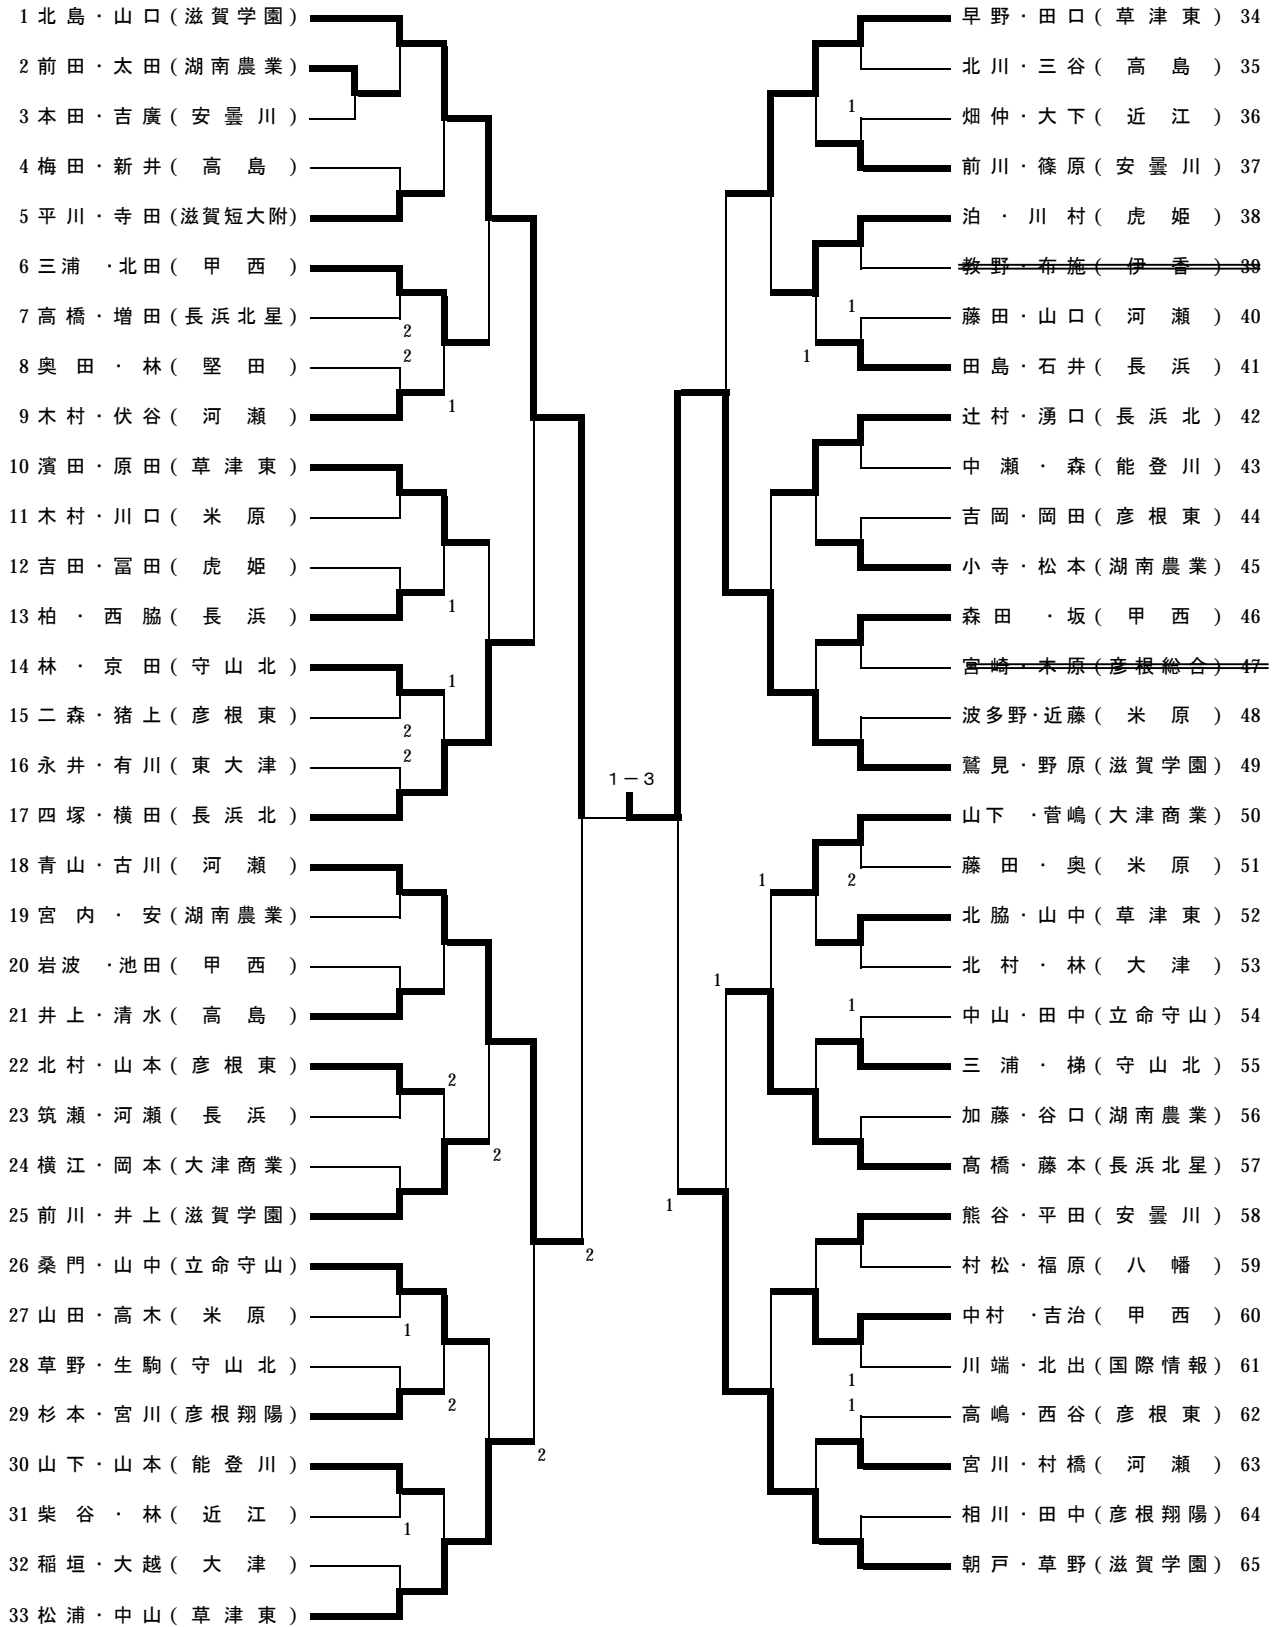 1 北島・山口(滋賀学園)
2 前田・太田(湖南農業)
3 本田・吉廣(安曇川)
4 梅田・新井(高島)
5 平川・寺田(滋賀短大附)
6 三浦・北田(甲西)
7 高橋・増田(長浜北星)
2
2
8 奥田・林(堅田)
9 木村・伏谷(河瀬)
1
10 濱田・原田(草津東)
11 木村・川口(米原)
12 吉田・冨田(虎姫)
13 柏・西脇(長浜)
1
14 林・京田(守山北)
1
15 二森・猪上(彦根東)
2
2
16 永井・有川(東大津)
17 四塚・横田(長浜北)
18 青山・古川(河瀬)
19 宮内・安(湖南農業)
20 岩波・池田(甲西)
21 井上・清水(高島)
22 北村・山本(彦根東)
2
23 筑瀬・河瀬(長浜)
24 横江・岡本(大津商業)
2
25 前川・井上(滋賀学園)
2
26 桑門・山中(立命守山)
27 山田・高木(米原)
1
28 草野・生駒(守山北)
29 杉本・宮川(彦根翔陽)
2
2
30 山下・山本(能登川)
31 柴谷・林(近江)
1
32 稲垣・大越(大津)
33 松浦・中山(草津東)
1-3
早野・田口(草津東) 34
北川・三谷(高島) 35
1
畑仲・大下(近江) 36
前川・篠原(安曇川) 37
泊・川村(虎姫) 38
教野・布施(伊香) 39
1
藤田・山口(河瀬) 40
1
田島・石井(長浜) 41
辻村・湧口(長浜北) 42
中瀬・森(能登川) 43
吉岡・岡田(彦根東) 44
小寺・松本(湖南農業) 45
森田・坂(甲西) 46
宮崎・木原(彦根総合) 47
波多野・近藤(米原) 48
鷲見・野原(滋賀学園) 49
山下・菅嶋(大津商業) 50
藤田・奥(米原) 51
1
2
北脇・山中(草津東) 52
北村・林(大津) 53
1
1
中山・田中(立命守山) 54
三浦・梯(守山北) 55
加藤・谷口(湖南農業) 56
髙橋・藤本(長浜北星) 57
1
熊谷・平田(安曇川) 58
村松・福原(八幡) 59
中村・吉治(甲西) 60
川端・北出(国際情報) 61
1
1
高嶋・西谷(彦根東) 62
宮川・村橋(河瀬) 63
相川・田中(彦根翔陽) 64
朝戸・草野(滋賀学園) 65